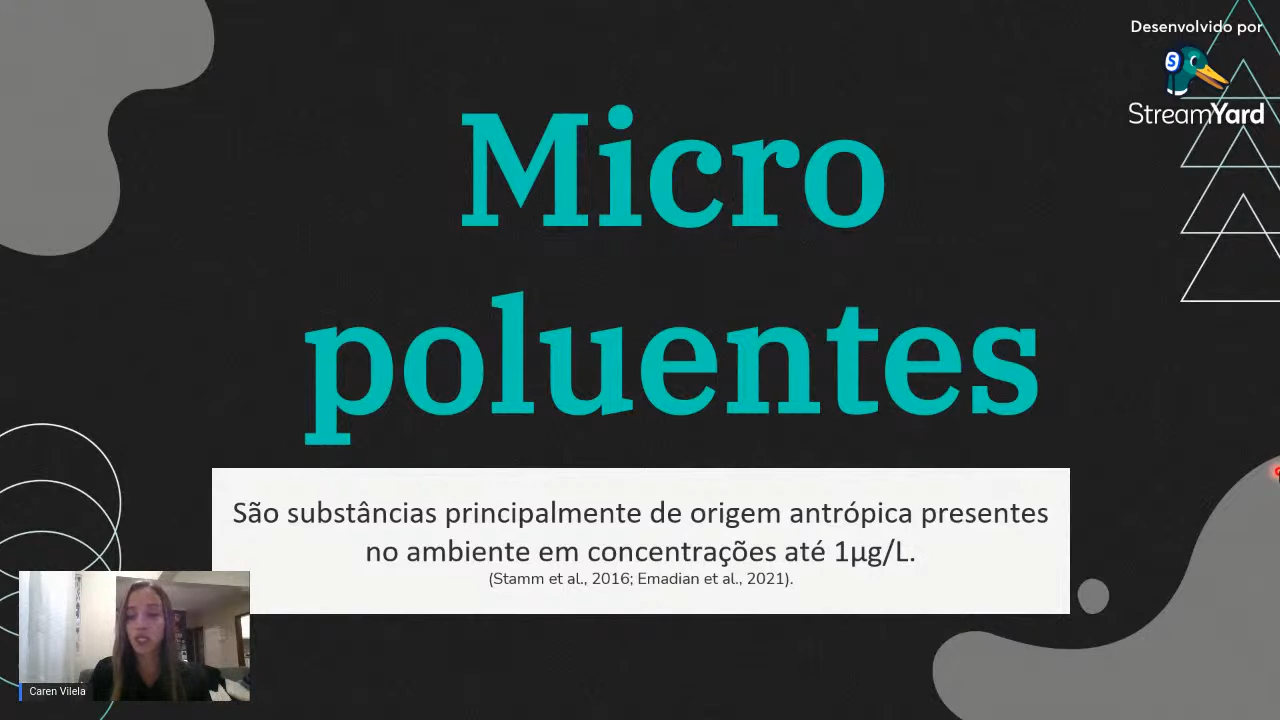 Desenvolvido por
StreamYard
Micro
poluentes
São substâncias principalmente de origem antrópica presentes
no ambiente em concentrações até 1µg/L.
(Stamm et al., 2016; Emadian et al., 2021).
Caren Vilela